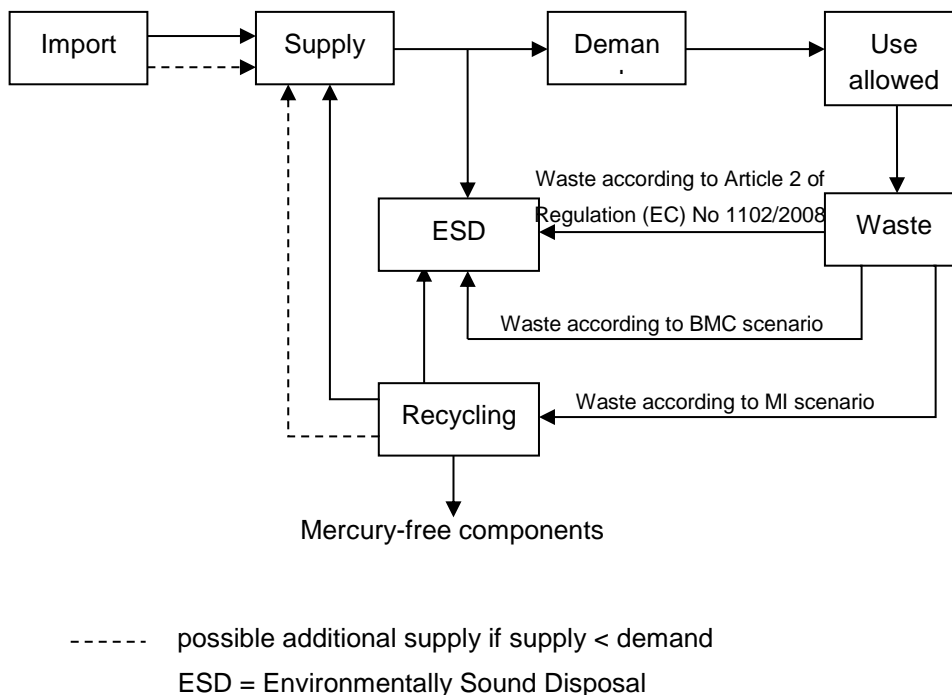 Import
Supply
Deman
Use
allowed
Waste according to Article 2 of
Regulation (EC) No 1102/2008
ESD
Waste
Waste according to BMC scenario
Recycling
Waste according to MI scenario
Mercury-free components
possible additional supply if supply < demand
ESD = Environmentally Sound Disposal